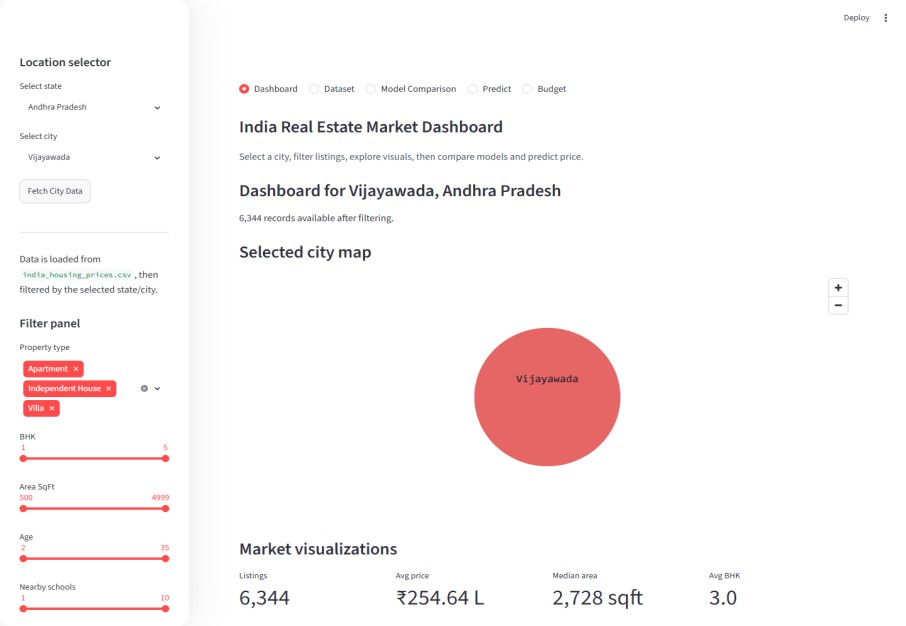 Deploy
Location selector
Select state
Andhra Pradesh
Select city
Vijayawada
Fetch City Data
Data is loaded from
india_housing_prices.csv, then
filtered by the selected state/city.
Filter panel
Property type
Apartment ×
Independent House ×
Villa ×
BHK
1 5
Area SqFt
500 4999
Age
2 35
Nearby schools
1 10
Dashboard Dataset Model Comparison Predict Budget
India Real Estate Market Dashboard
Select a city, filter listings, explore visuals, then compare models and predict price.
Dashboard for Vijayawada, Andhra Pradesh
6,344 records available after filtering.
Selected city map
+
−
Vijayawada
Market visualizations
Listings Avg price Median area Avg BHK
6,344 ₹254.64 L 2,728 sqft 3.0